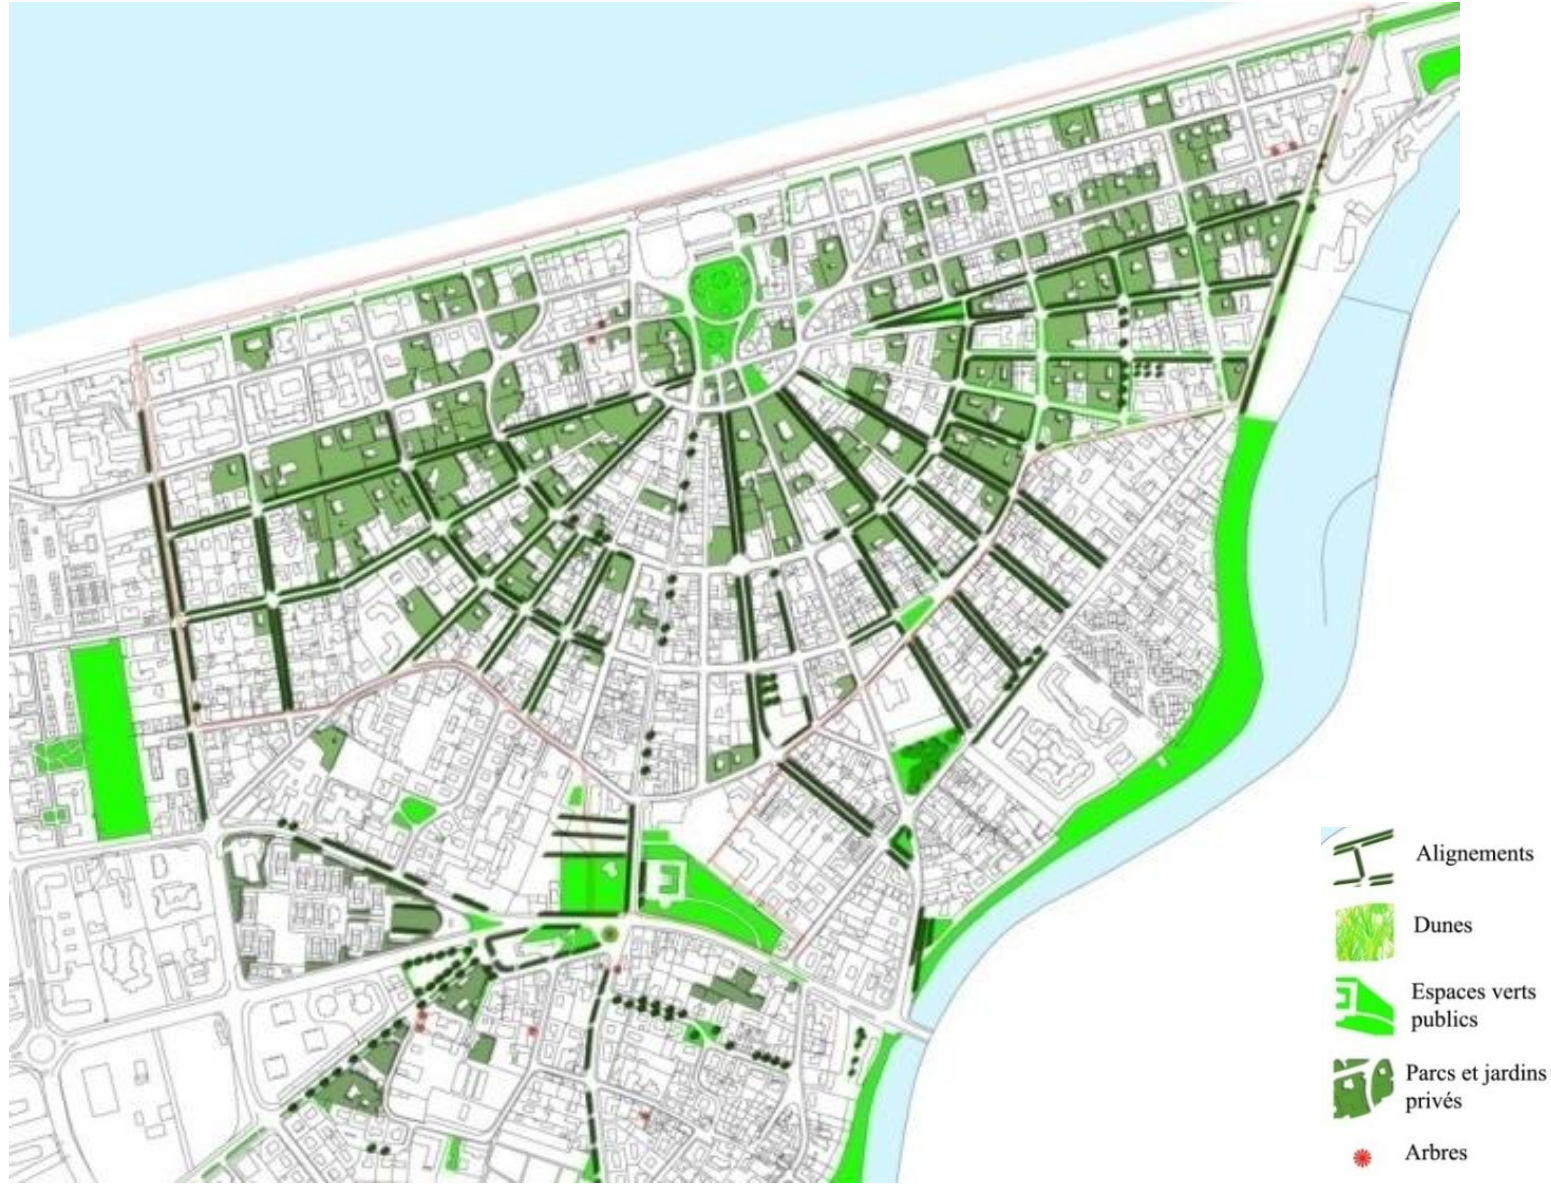 Alignements
Dunes
Espaces verts
publics
Parcs et jardins
privés
Arbres